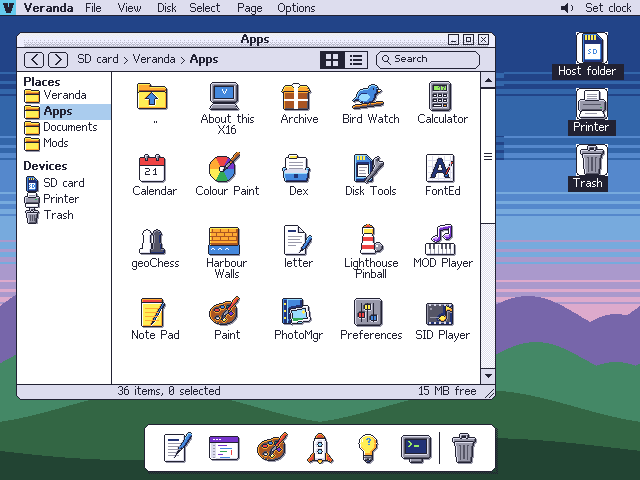 V Veranda File View Disk Select Page Options Set clock
Apps
SD card > Veranda > Apps Search
Places
Veranda
Apps
Documents
Mods
Devices
SD card
Printer
Trash
.. About this X16 Archive Bird Watch Calculator
Calendar Colour Paint Dex Disk Tools FontEd
geoChess Harbour Walls letter Lighthouse Pinball MOD Player
Note Pad Paint PhotoMgr Preferences SID Player
36 items, 0 selected 15 MB free
Host folder
Printer
Trash